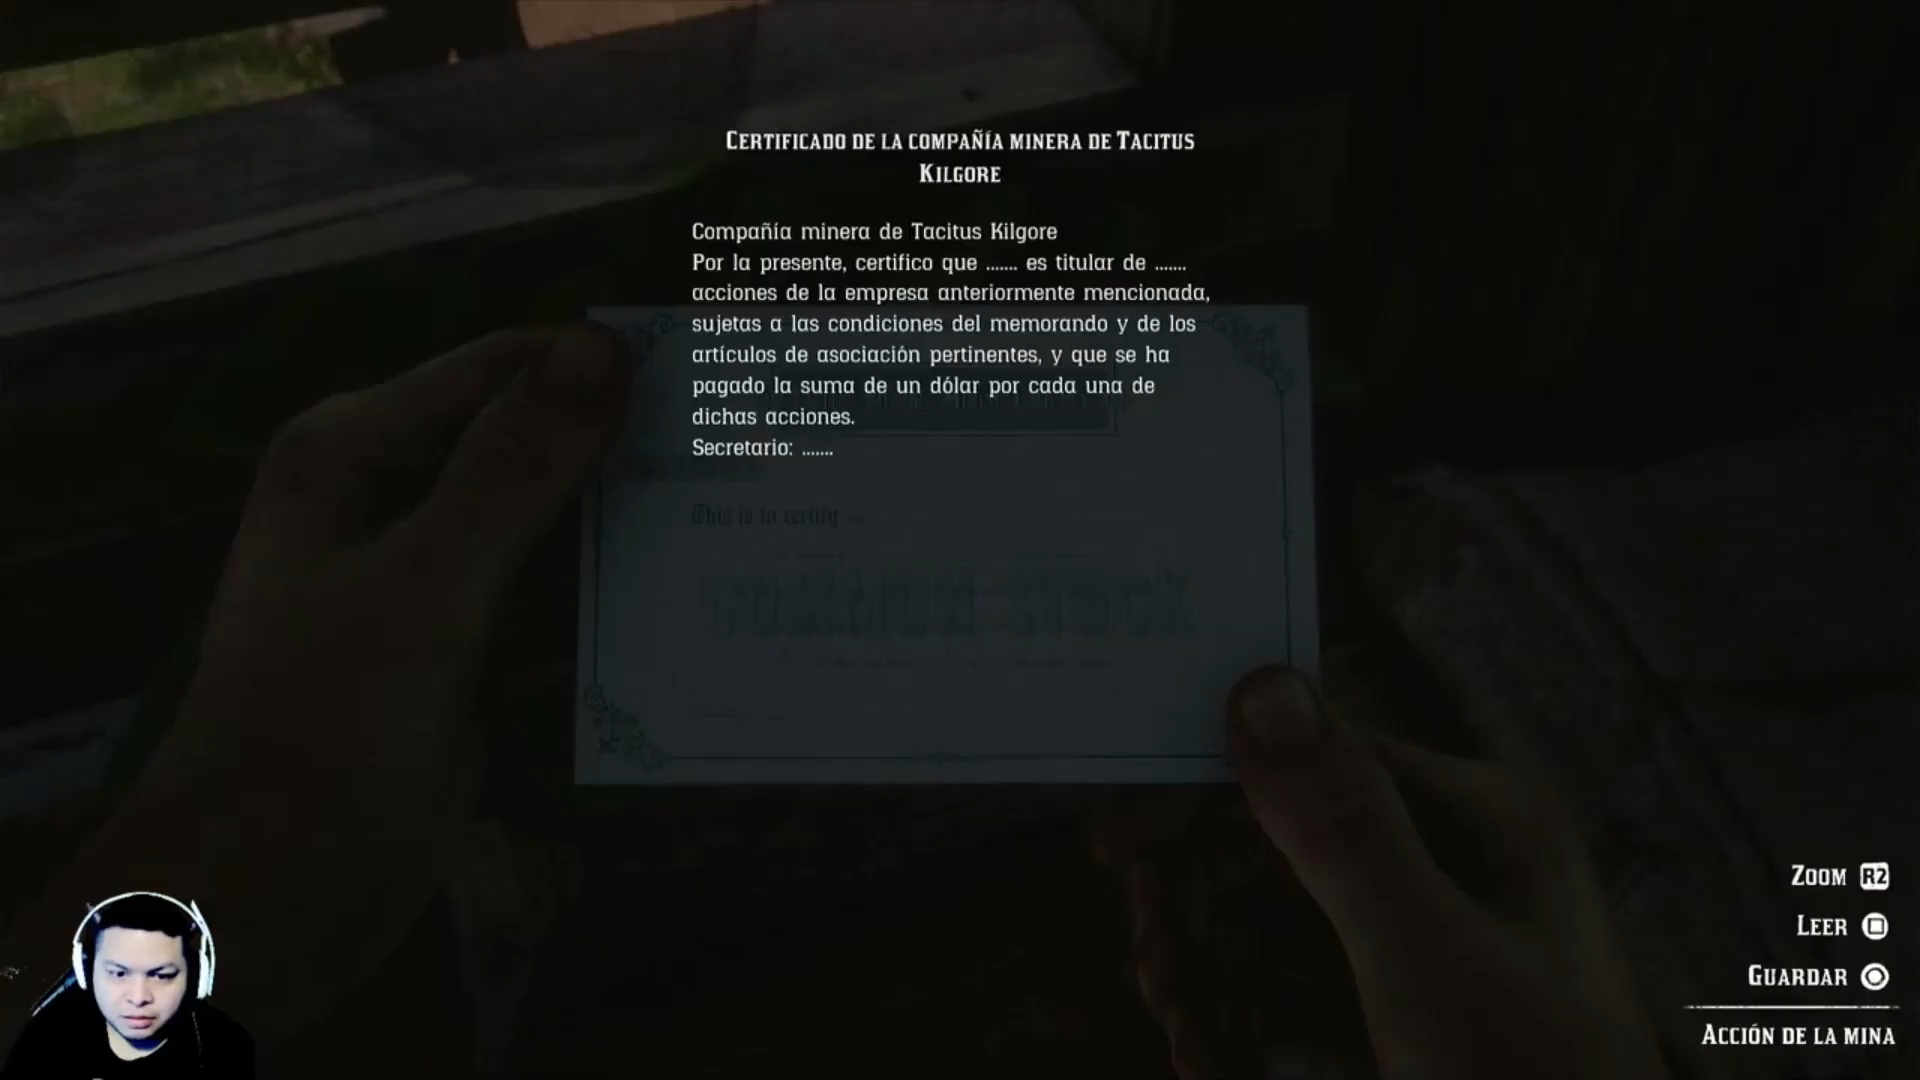 CERTIFICADO DE LA COMPAÑÍA MINERA DE TACITUS
KILGORE
Compañía minera de Tacitus Kilgore
Por la presente, certifico que ....... es titular de .......
acciones de la empresa anteriormente mencionada,
sujetas a las condiciones del memorando y de los
artículos de asociación pertinentes, y que se ha
pagado la suma de un dólar por cada una de
dichas acciones.
Secretario: .......
This is to certify
COMMON STOCK
ZOOM R2
LEER
GUARDAR
ACCIÓN DE LA MINA